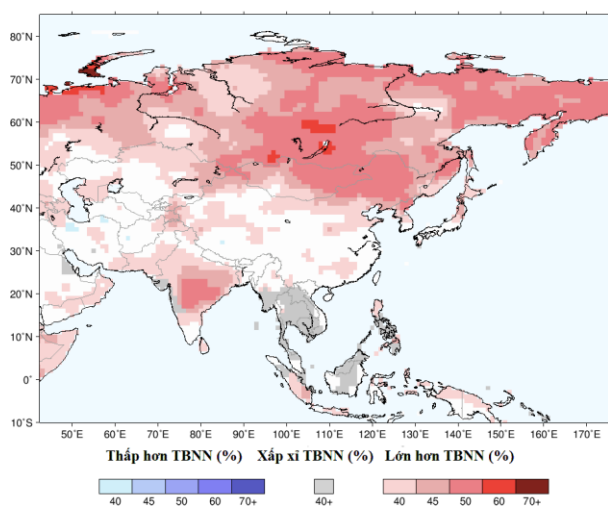 80°N
70°N
60°N
50°N
40°N
30°N
20°N
10°N
0°
10°S
50°E 60°E 70°E 80°E 90°E 100°E 110°E 120°E 130°E 140°E 150°E 160°E 170°E
Thấp hơn TBNN (%) Xấp xỉ TBNN (%) Lớn hơn TBNN (%)
40 45 50 60 70+ 40+ 40 45 50 60 70+